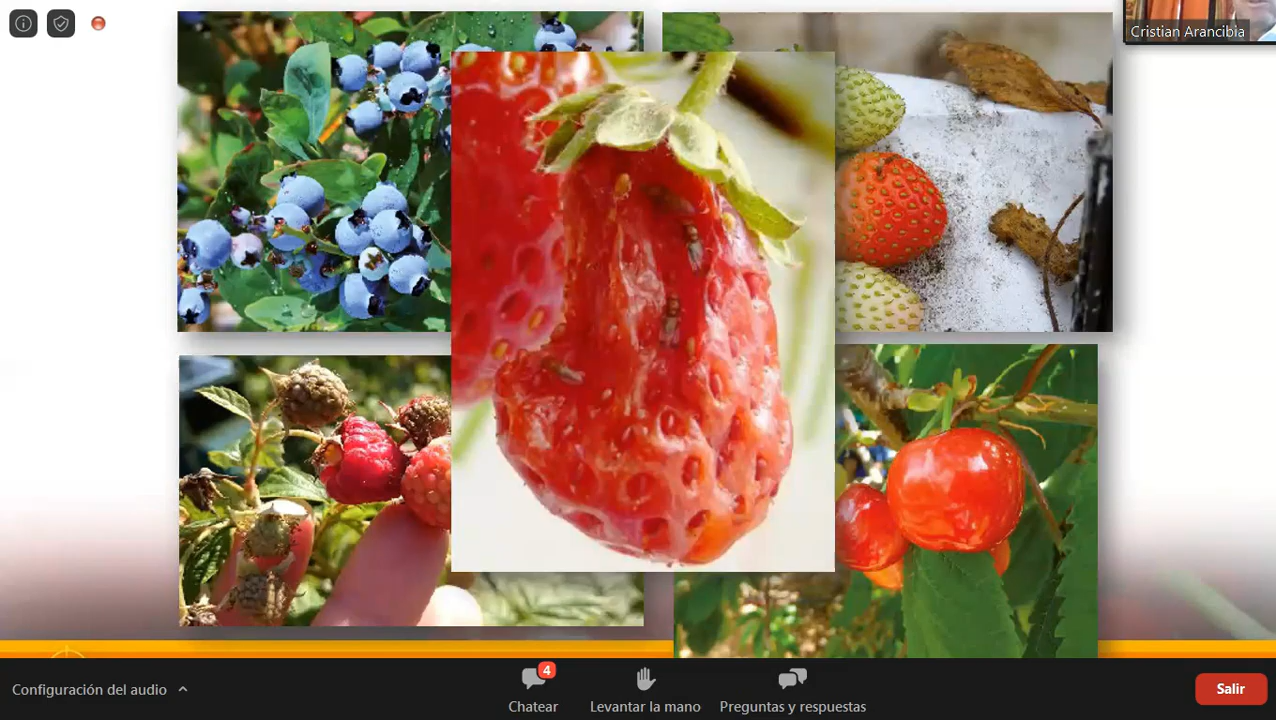 Cristian Arancibia
Configuración del audio
4
Chatear
Levantar la mano
Preguntas y respuestas
Salir